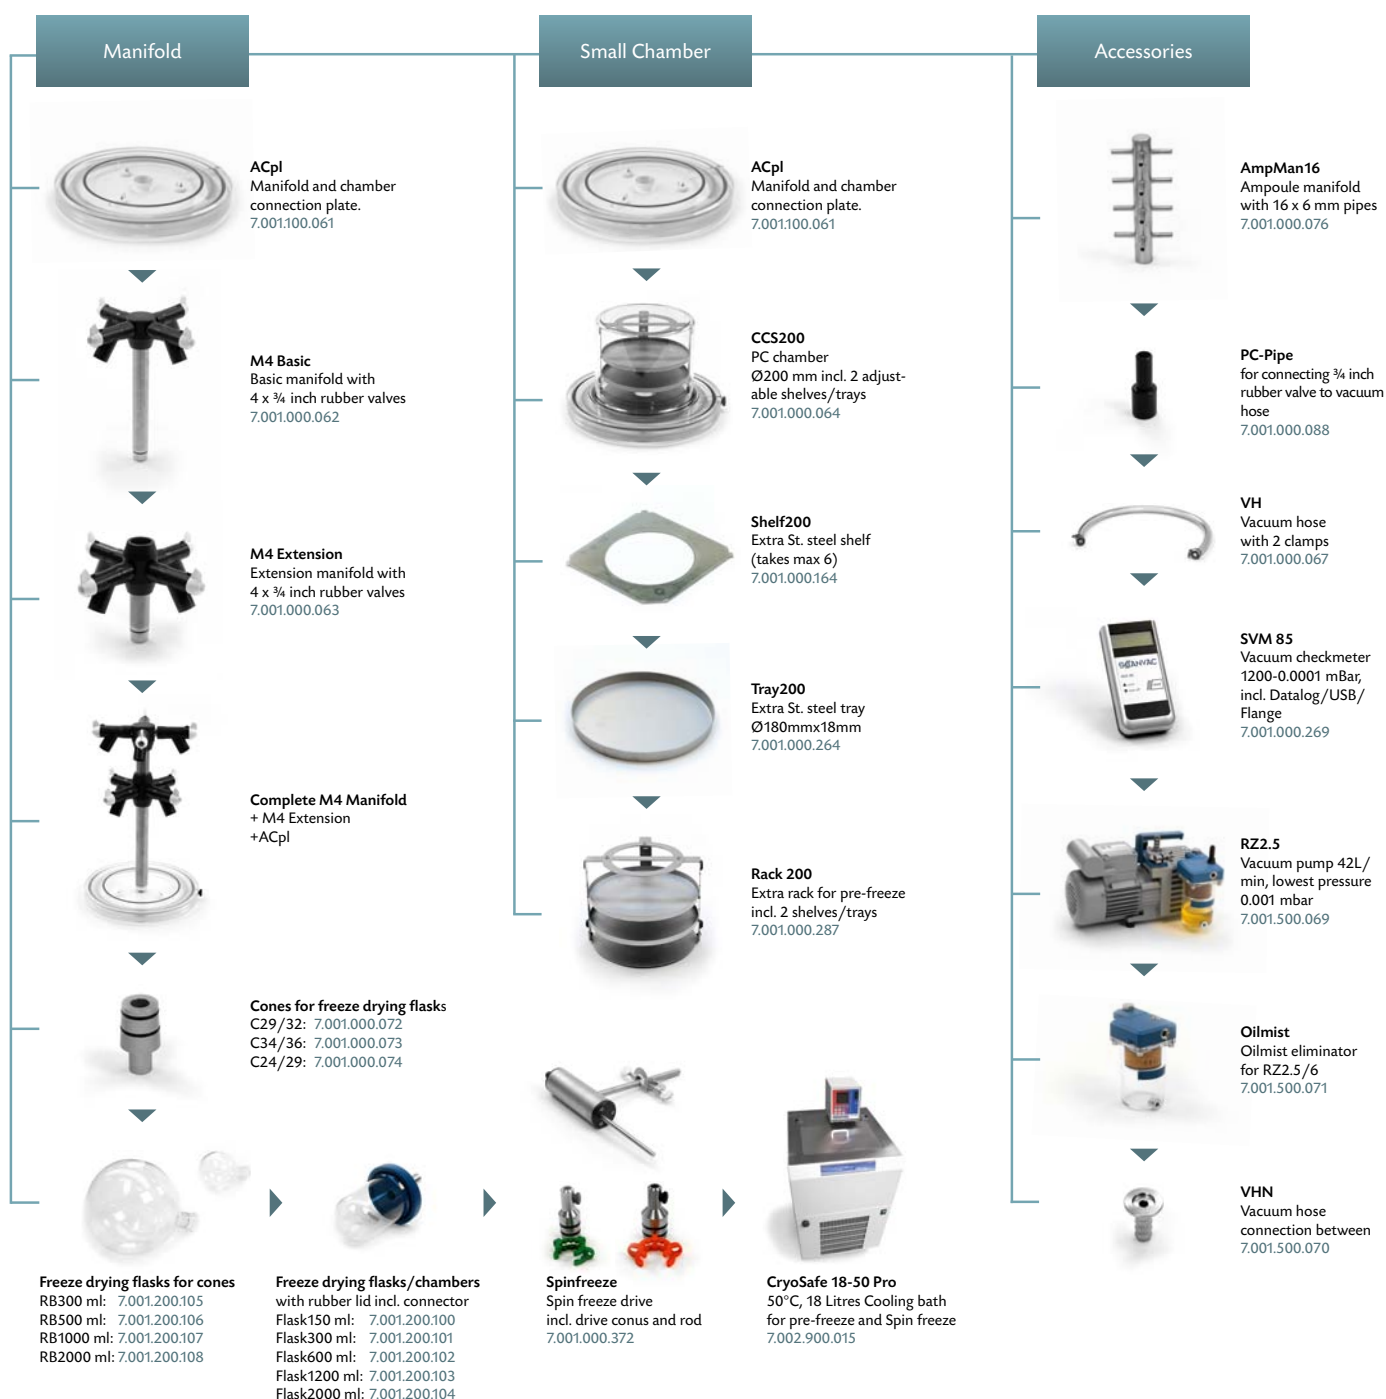 Manifold
ACpl
Manifold and chamber
connection plate.
7.001.100.061
M4 Basic
Basic manifold with
4 x ¾ inch rubber valves
7.001.000.062
M4 Extension
Extension manifold with
4 x ¾ inch rubber valves
7.001.000.063
Complete M4 Manifold
+ M4 Extension
+ACpl
Cones for freeze drying flasks
C29/32: 7.001.000.072
C34/36: 7.001.000.073
C24/29: 7.001.000.074
Freeze drying flasks for cones
RB300 ml: 7.001.200.105
RB500 ml: 7.001.200.106
RB1000 ml: 7.001.200.107
RB2000 ml: 7.001.200.108
Freeze drying flasks/chambers
with rubber lid incl. connector
Flask150 ml: 7.001.200.100
Flask300 ml: 7.001.200.101
Flask600 ml: 7.001.200.102
Flask1200 ml: 7.001.200.103
Flask2000 ml: 7.001.200.104
Spinfreeze
Spin freeze drive
incl. drive conus and rod
7.001.000.372
CryoSafe 18-50 Pro
50°C, 18 Litres Cooling bath
for pre-freeze and Spin freeze
7.002.900.015
Small Chamber
ACpl
Manifold and chamber
connection plate.
7.001.100.061
CCS200
PC chamber
Ø200 mm incl. 2 adjust-
able shelves/trays
7.001.000.064
Shelf200
Extra St. steel shelf
(takes max 6)
7.001.000.164
Tray200
Extra St. steel tray
Ø180mmx18mm
7.001.000.264
Rack 200
Extra rack for pre-freeze
incl. 2 shelves/trays
7.001.000.287
Accessories
AmpMan16
Ampoule manifold
with 16 x 6 mm pipes
7.001.000.076
PC-Pipe
for connecting ¾ inch
rubber valve to vacuum
hose
7.001.000.088
VH
Vacuum hose
with 2 clamps
7.001.000.067
SCANVAC
SVM 85
Vacuum checkmeter
1200-0.0001 mBar,
incl. Datalog/USB/
Flange
7.001.000.269
RZ2.5
Vacuum pump 42L/
min, lowest pressure
0.001 mbar
7.001.500.069
Oilmist
Oilmist eliminator
for RZ2.5/6
7.001.500.071
VHN
Vacuum hose
connection between
7.001.500.070